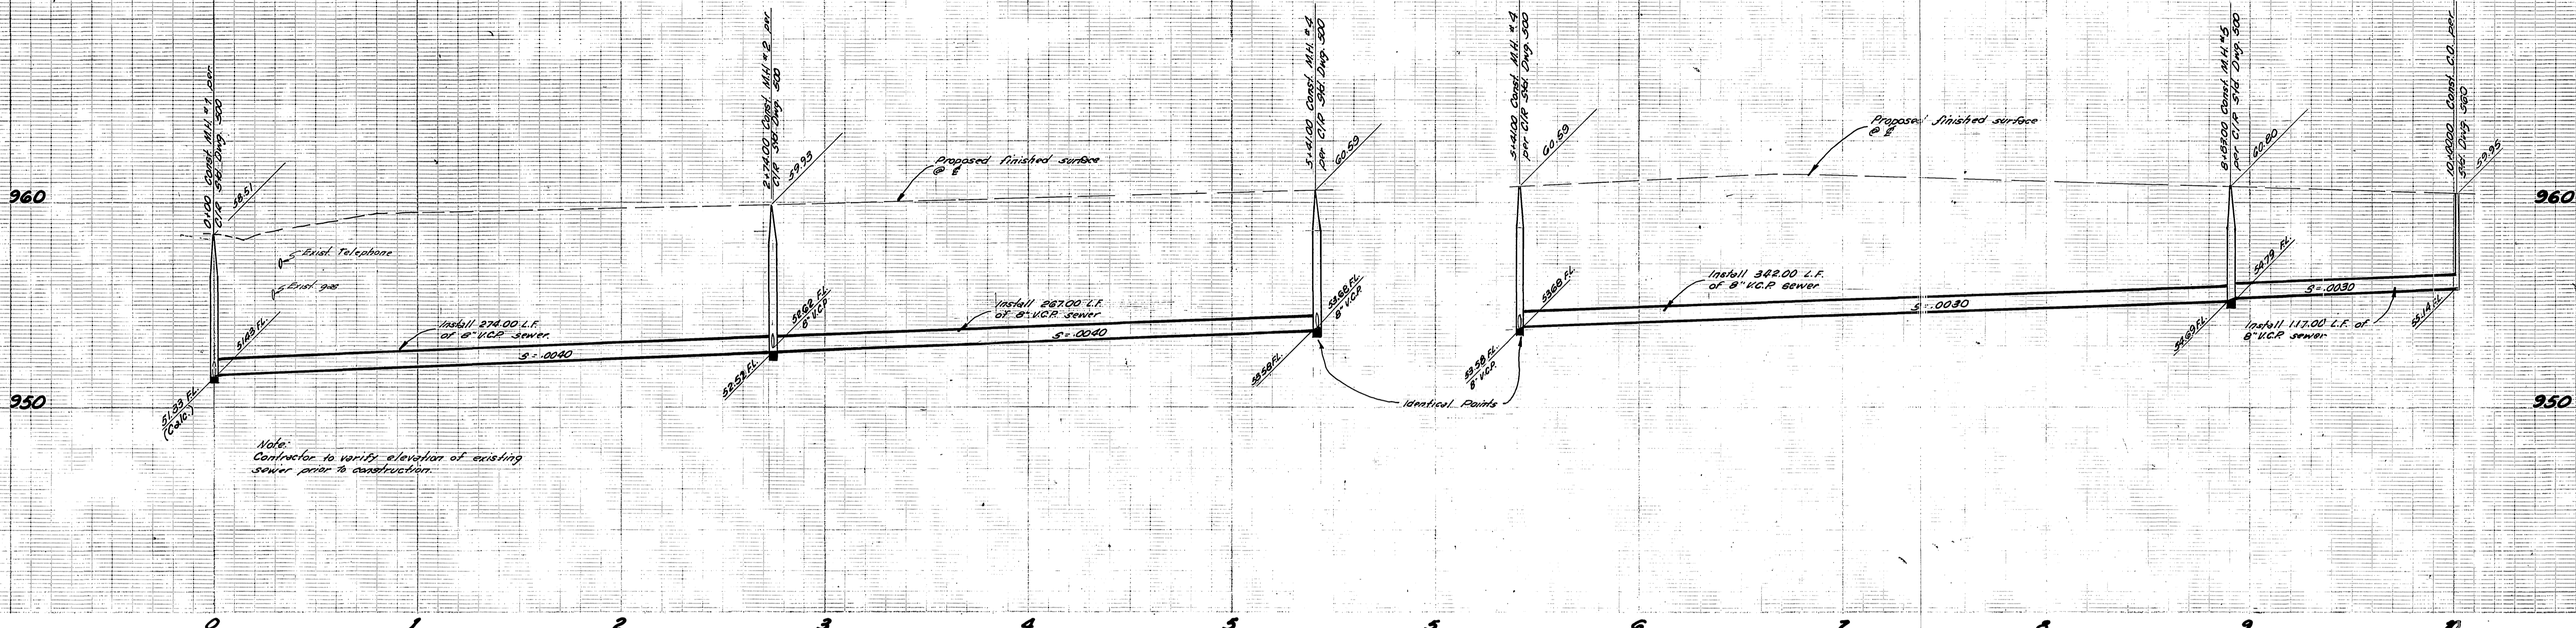 0+00 Const. M.H. #1 per
C/R Std. Dwg. 500
58.51
2+74.00 Const. M.H. #2 per
C/R Std. Dwg. 500
59.93
5+41.00 Const. M.H. #4
per C/R Std. Dwg. 500
60.59
5+41.00 Const. M.H. #4
per C/R Std. Dwg. 500
60.59
8+83.00 Const. M.H. #5
per C/R Std. Dwg. 500
60.80
10+00.00 Const. C.O. per
Std. Dwg. 560
59.95
Proposed finished surface
@ ℄
Proposed finished surface
@ ℄
960
960
Exist. Telephone
Exist. gas
51.43 FL.
Install 274.00 L.F.
of 8" V.C.P. sewer.
S = .0040
52.62 FL.
8" V.C.P.
Install 267.00 L.F.
of 8" V.C.P. sewer
S = .0040
53.68 FL.
8" V.C.P.
53.68 FL.
Install 342.00 L.F.
of 8" V.C.P. sewer
S = .0030
54.79 FL.
S = .0030
Install 117.00 L.F. of
8" V.C.P. sewer
51.33 FL.
(Calc.)
52.52 FL.
53.58 FL.
53.58 FL.
8" V.C.P.
54.69 FL.
55.14 FL.
Identical Points
950
950
Note:
Contractor to varify elevation of existing
sewer prior to construction.
0 1 2 3 4 5 5 6 7 8 9 10